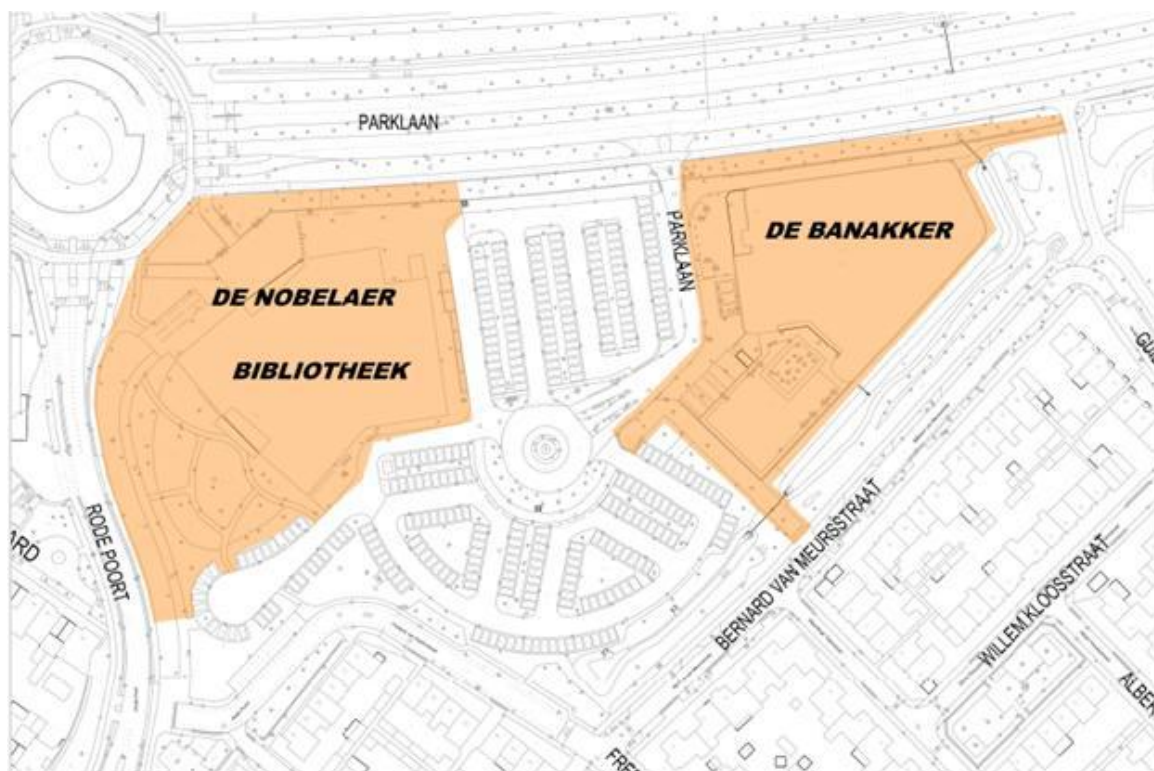 PARKLAAN
PARKLAAN
DE BANAKKER
DE NOBELAER
BIBLIOTHEEK
RODE POORT
BERNARD VAN MEURSSTRAAT
WILLEM KLOOSSTRAAT